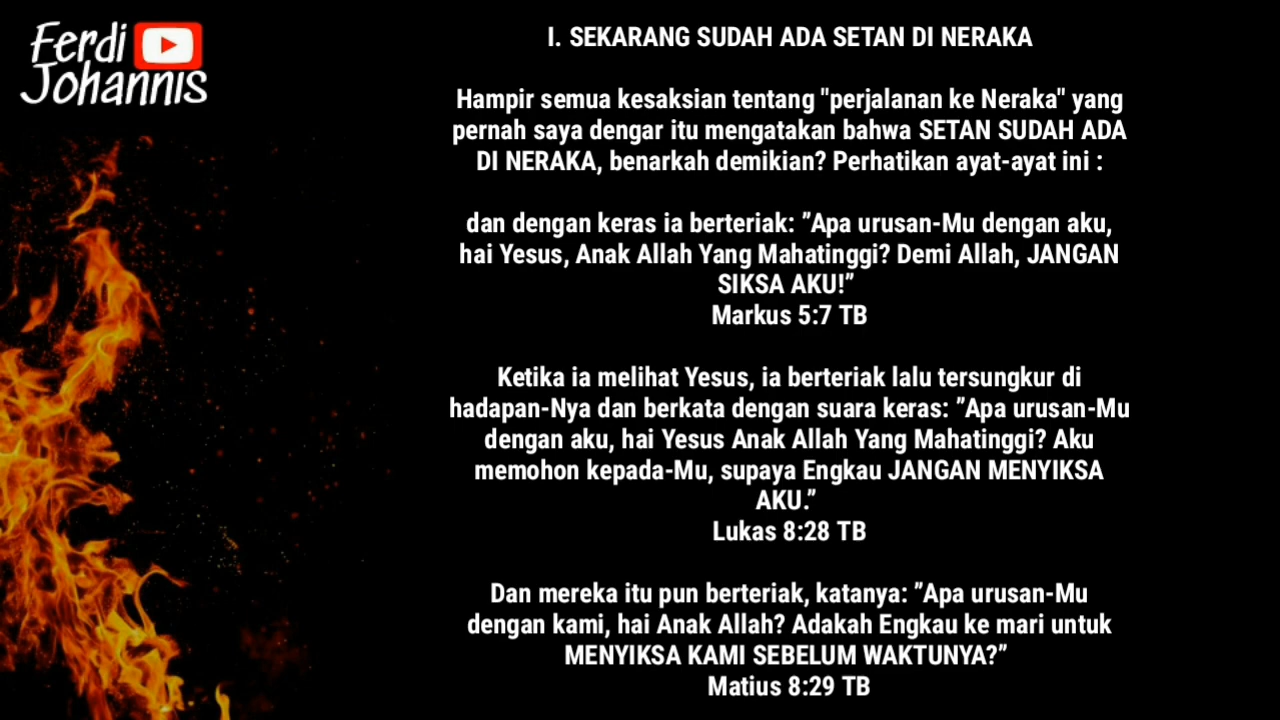 Ferdi
Johannis
I. SEKARANG SUDAH ADA SETAN DI NERAKA
Hampir semua kesaksian tentang "perjalanan ke Neraka" yang
pernah saya dengar itu mengatakan bahwa SETAN SUDAH ADA
DI NERAKA, benarkah demikian? Perhatikan ayat-ayat ini :
dan dengan keras ia berteriak: ”Apa urusan-Mu dengan aku,
hai Yesus, Anak Allah Yang Mahatinggi? Demi Allah, JANGAN
SIKSA AKU!”
Markus 5:7 TB
Ketika ia melihat Yesus, ia berteriak lalu tersungkur di
hadapan-Nya dan berkata dengan suara keras: ”Apa urusan-Mu
dengan aku, hai Yesus Anak Allah Yang Mahatinggi? Aku
memohon kepada-Mu, supaya Engkau JANGAN MENYIKSA
AKU.”
Lukas 8:28 TB
Dan mereka itu pun berteriak, katanya: ”Apa urusan-Mu
dengan kami, hai Anak Allah? Adakah Engkau ke mari untuk
MENYIKSA KAMI SEBELUM WAKTUNYA?”
Matius 8:29 TB